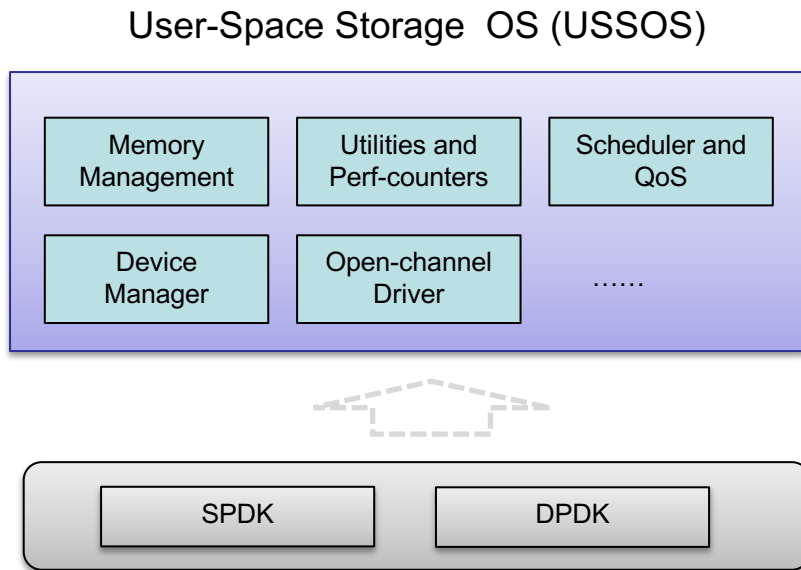 User-Space Storage OS (USSOS)
Memory
Management
Utilities and
Perf-counters
Scheduler and
QoS
Device
Manager
Open-channel
Driver
......
SPDK
DPDK